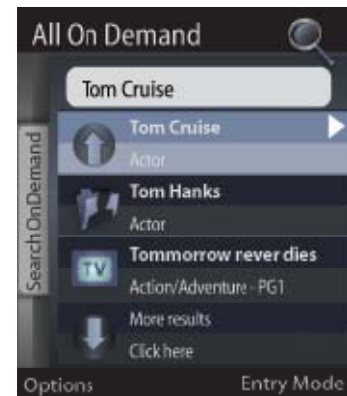 All On Demand
Tom Cruise
Search OnDemand
Tom Cruise
Actor
Tom Hanks
Actor
TV
Tommorrow rever dies
Action/Adventure - PG1
More results
Click here
Options Entry Mode